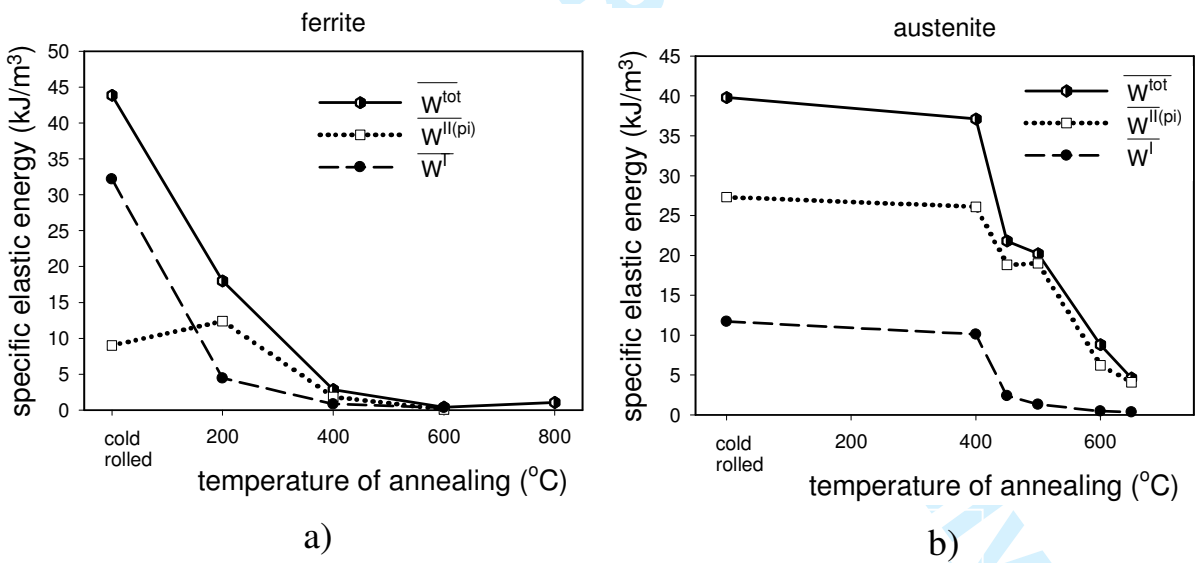 ferrite
specific elastic energy (kJ/m³)
50
45
40
35
30
25
20
15
10
5
0
W^tot
W^II(pi)
W^I
cold
rolled
200
400
600
800
temperature of annealing (°C)
a)
austenite
specific elastic energy (kJ/m³)
45
40
35
30
25
20
15
10
5
0
W^tot
W^II(pi)
W^I
cold
rolled
200
400
600
temperature of annealing (°C)
b)